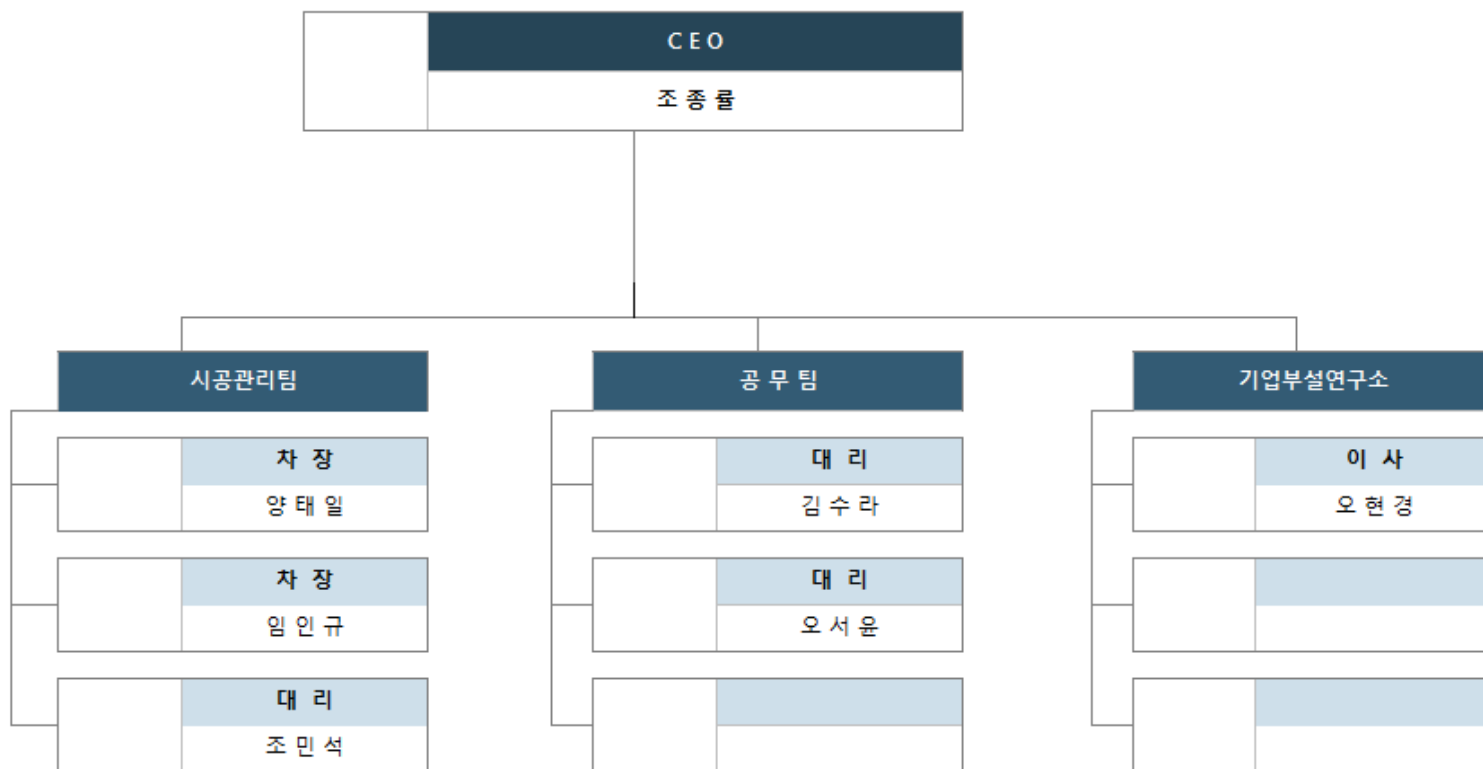 CEO
조종률
시공관리팀
공무팀
기업부설연구소
차장
양태일
대리
김수라
이사
오현경
차장
임인규
대리
오서윤
대리
조민석